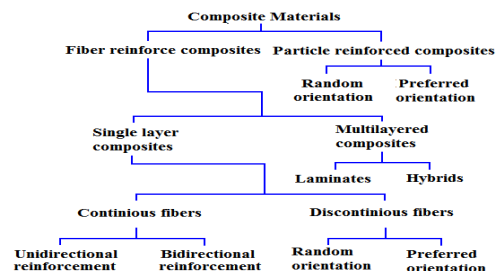 Composite Materials
Fiber reinforce composites
Particle reinforced composites
Random
orientation
Preferred
orientation
Single layer
composites
Multilayered
composites
Laminates
Hybrids
Continious fibers
Discontinious fibers
Unidirectional
reinforcement
Bidirectional
reinforcement
Random
orientation
Preferred
orientation